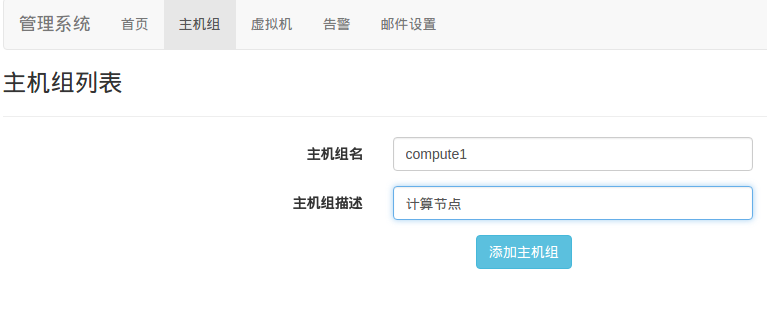 管理系统 首页 主机组 虚拟机 告警 邮件设置
主机组列表
主机组名 compute1
主机组描述 计算节点
添加主机组